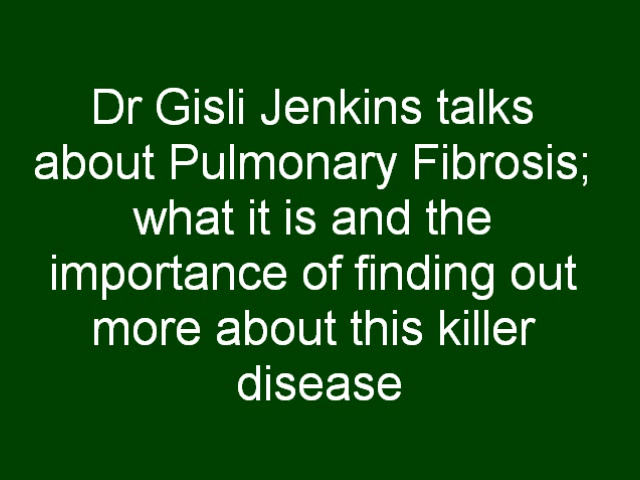 Dr Gisli Jenkins talks
about Pulmonary Fibrosis;
what it is and the
importance of finding out
more about this killer
disease